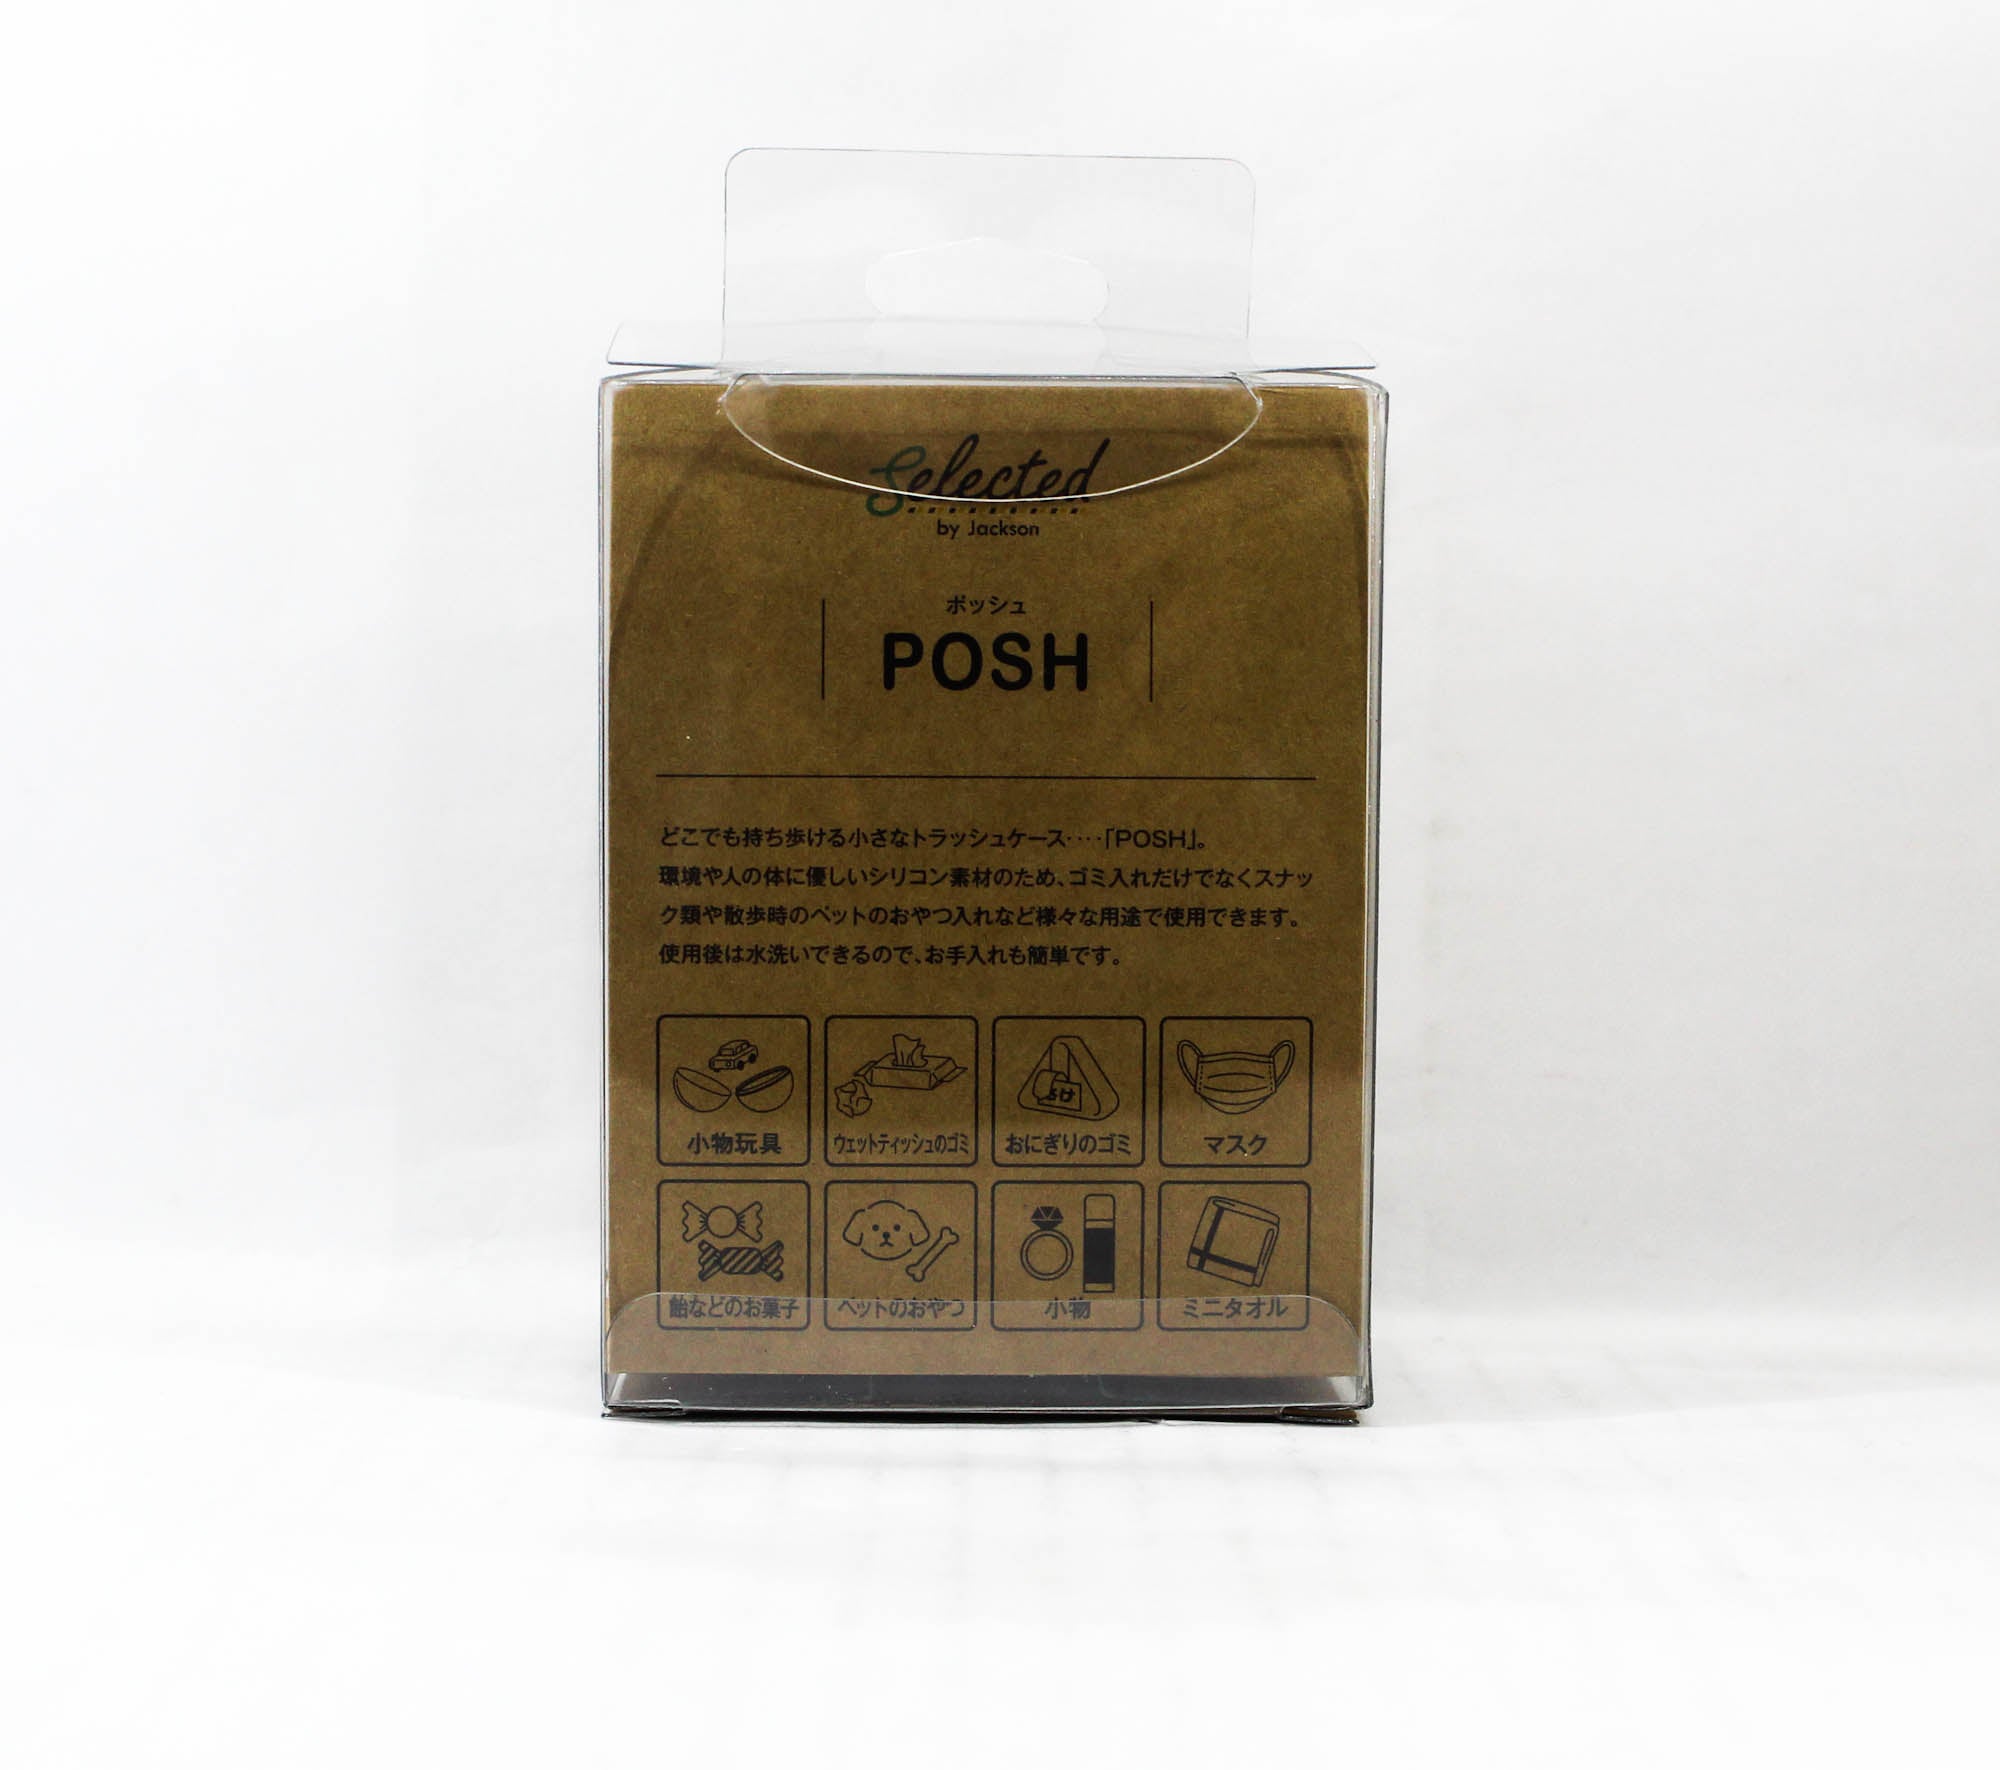 Selected
by Jackson
ポッシュ
POSH
どこでも持ち歩ける小さなトラッシュケース‥‥「POSH」。
環境や人の体に優しいシリコン素材のため、ゴミ入れだけでなくスナッ
ク類や散歩時のペットのおやつ入れなど様々な用途で使用できます。
使用後は水洗いできるので、お手入れも簡単です。
小物玩具
ウェットティッシュのゴミ
さけ
おにぎりのゴミ
マスク
飴などのお菓子
ペットのおやつ
小物
ミニタオル